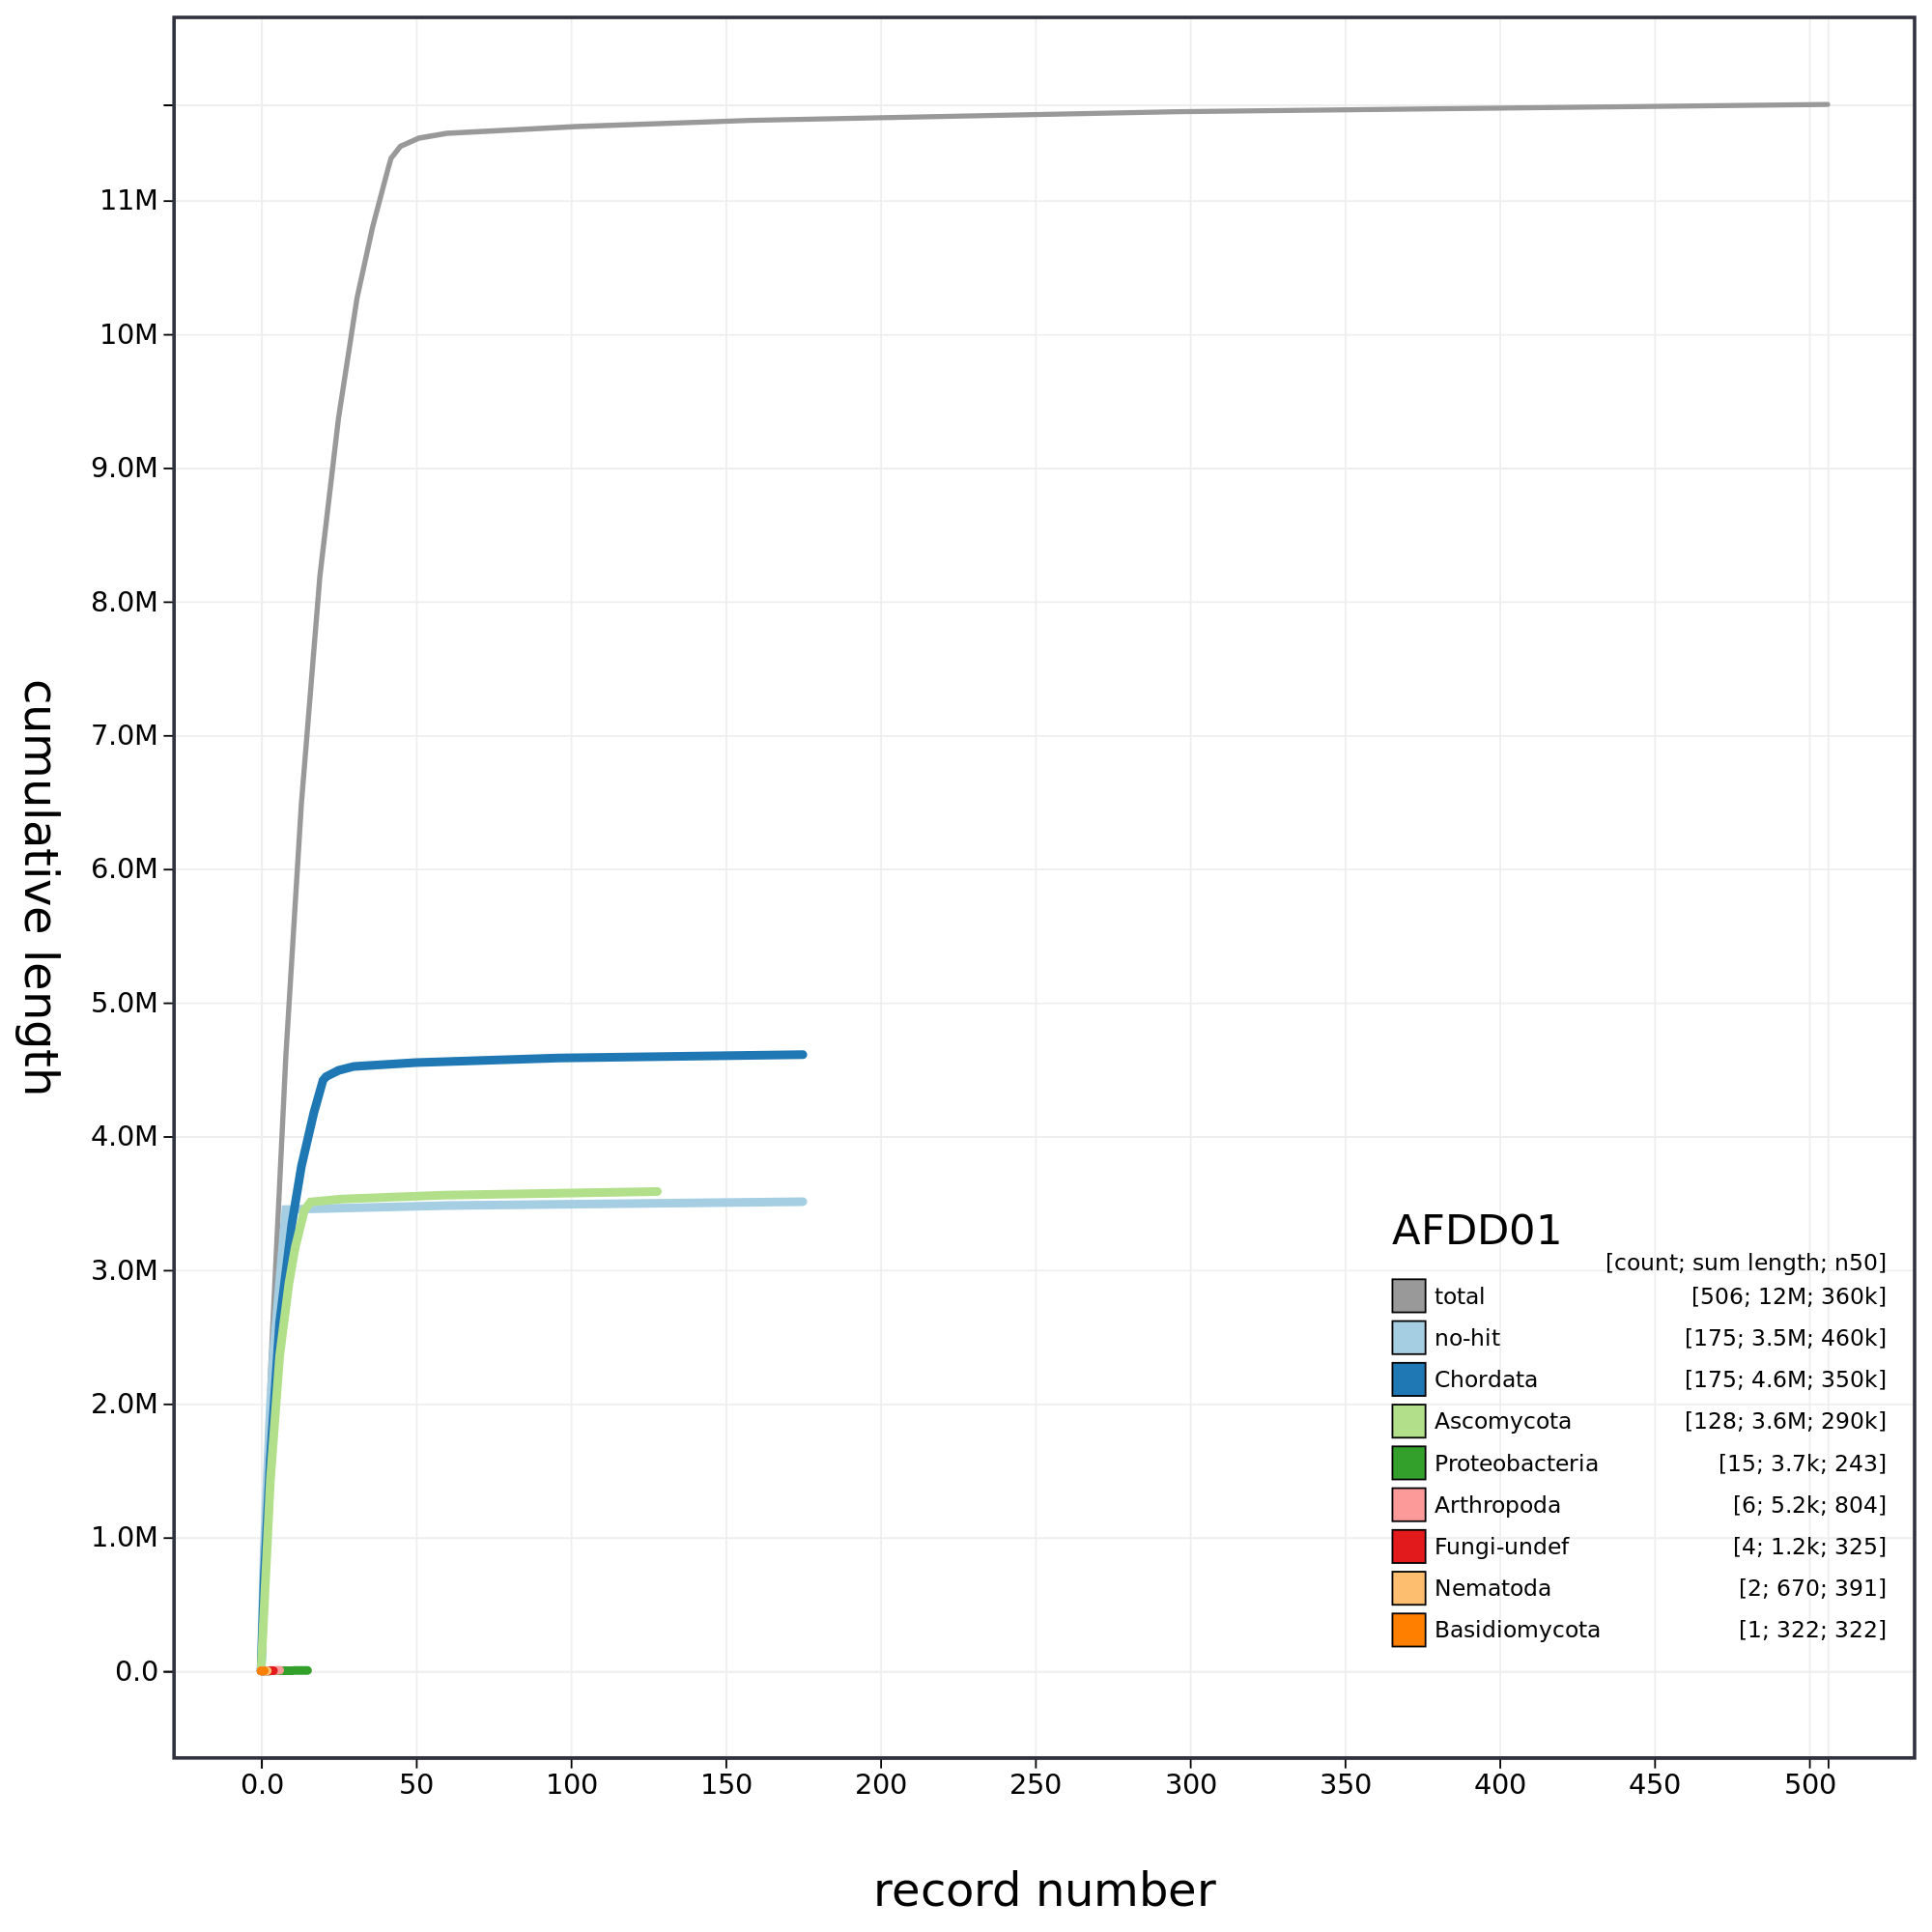 cumulative length
11M
10M
9.0M
8.0M
7.0M
6.0M
5.0M
4.0M
3.0M
2.0M
1.0M
0.0
AFDD01
[count; sum length; n50]
total [506; 12M; 360k]
no-hit [175; 3.5M; 460k]
Chordata [175; 4.6M; 350k]
Ascomycota [128; 3.6M; 290k]
Proteobacteria [15; 3.7k; 243]
Arthropoda [6; 5.2k; 804]
Fungi-undef [4; 1.2k; 325]
Nematoda [2; 670; 391]
Basidiomycota [1; 322; 322]
0.0 50 100 150 200 250 300 350 400 450 500
record number